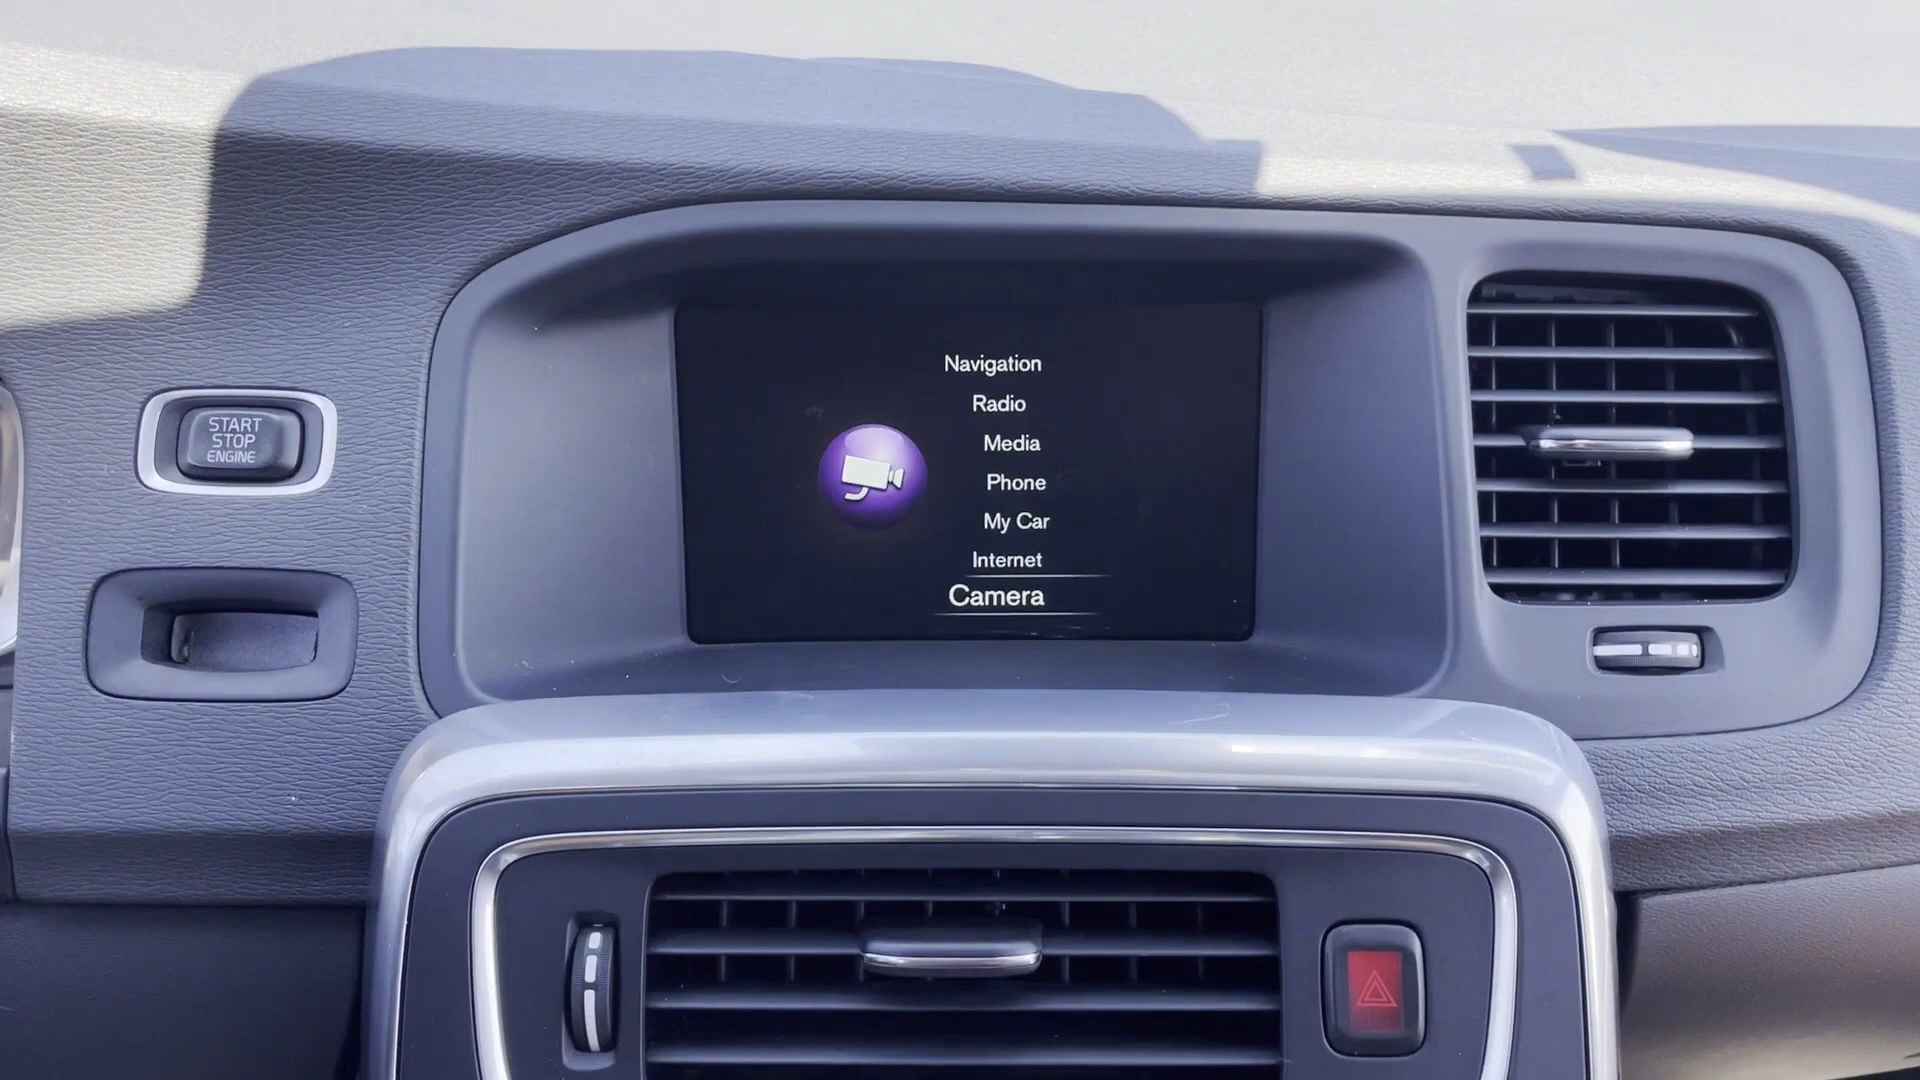 START
STOP
ENGINE
Navigation
Radio
Media
Phone
My Car
Internet
Camera